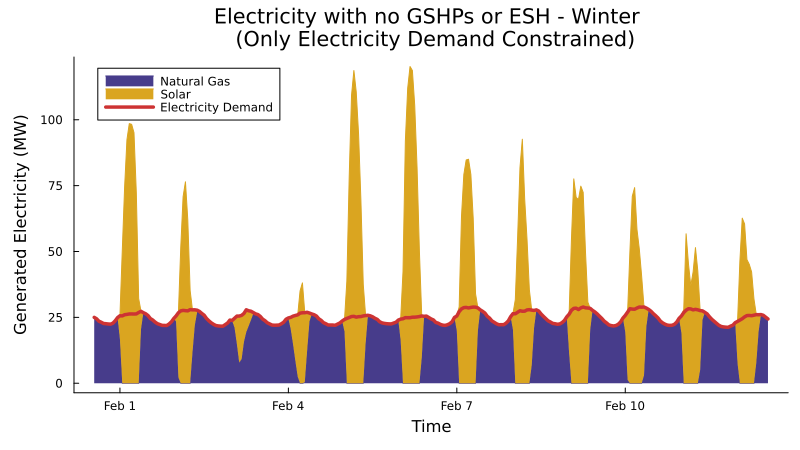 Electricity with no GSHPs or ESH - Winter
(Only Electricity Demand Constrained)
Natural Gas
Solar
Electricity Demand
Generated Electricity (MW)
100
75
50
25
0
Feb 1
Feb 4
Feb 7
Feb 10
Time